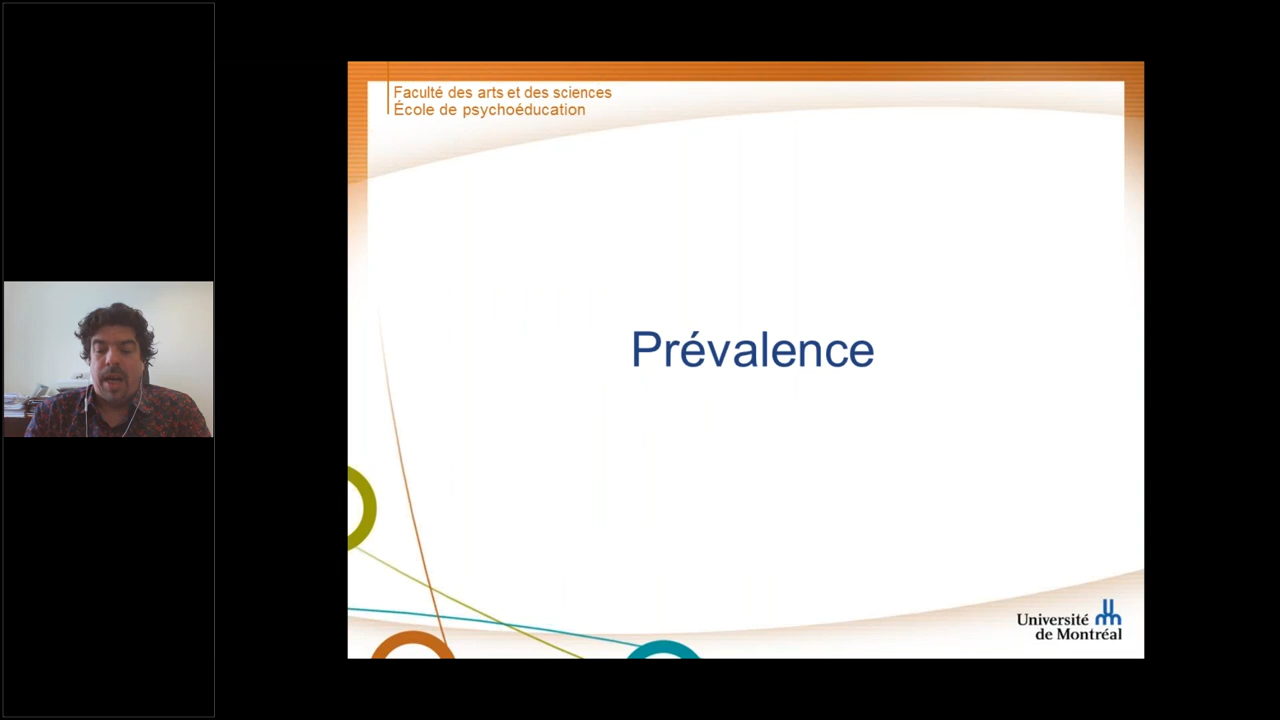 Faculté des arts et des sciences
École de psychoéducation
Prévalence
Université
de Montréal